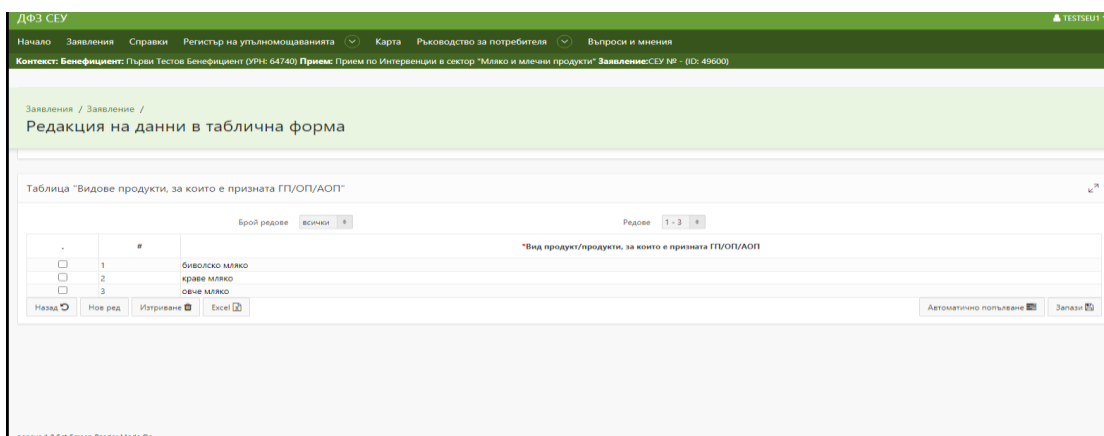 ДФЗ СЕУ
TESTSEU1
Начало Заявления Справки Регистър на упълномощаванията Карта Ръководство за потребителя Въпроси и мнения
Контекст: Бенефициент: Първи Тестов Бенефициент (УРН: 64740) Прием: Прием по Интервенции в сектор "Мляко и млечни продукти" Заявление:СЕУ № - (ID: 49600)
Заявления / Заявление /
Редакция на данни в таблична форма
Таблица "Видове продукти, за които е призната ГП/ОП/АОП"
Брой редове всички Редове 1 - 3
. # *Вид продукт/продукти, за които е призната ГП/ОП/АОП
1 биволско мляко
2 краве мляко
3 овче мляко
Назад Нов ред Изтриване Excel Автоматично попълване Запази